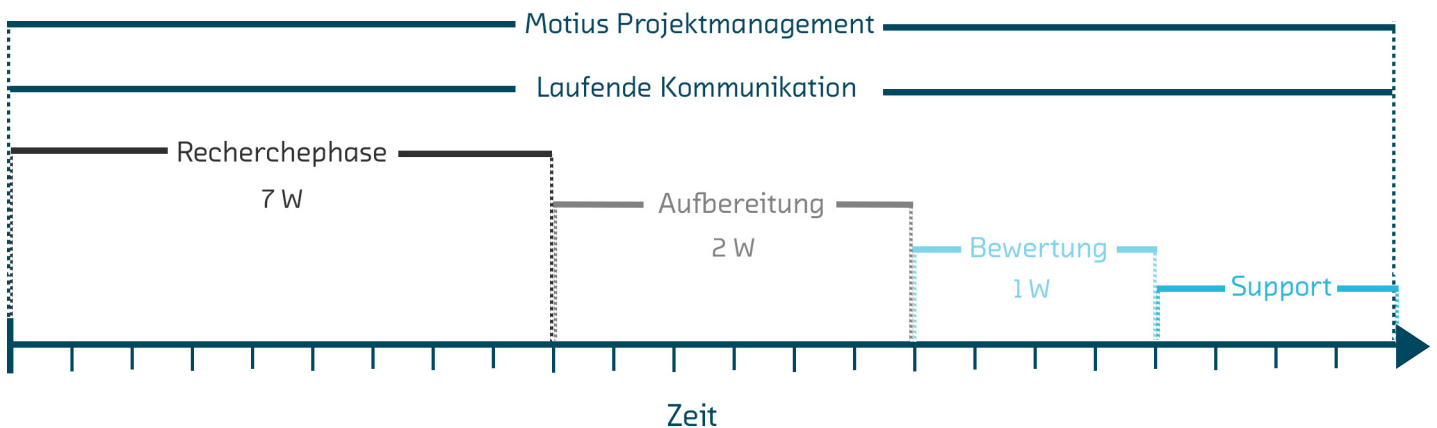 Motius Projektmanagement
Laufende Kommunikation
Recherchephase
7 W
Aufbereitung
2 W
Bewertung
1 W
Support
Zeit